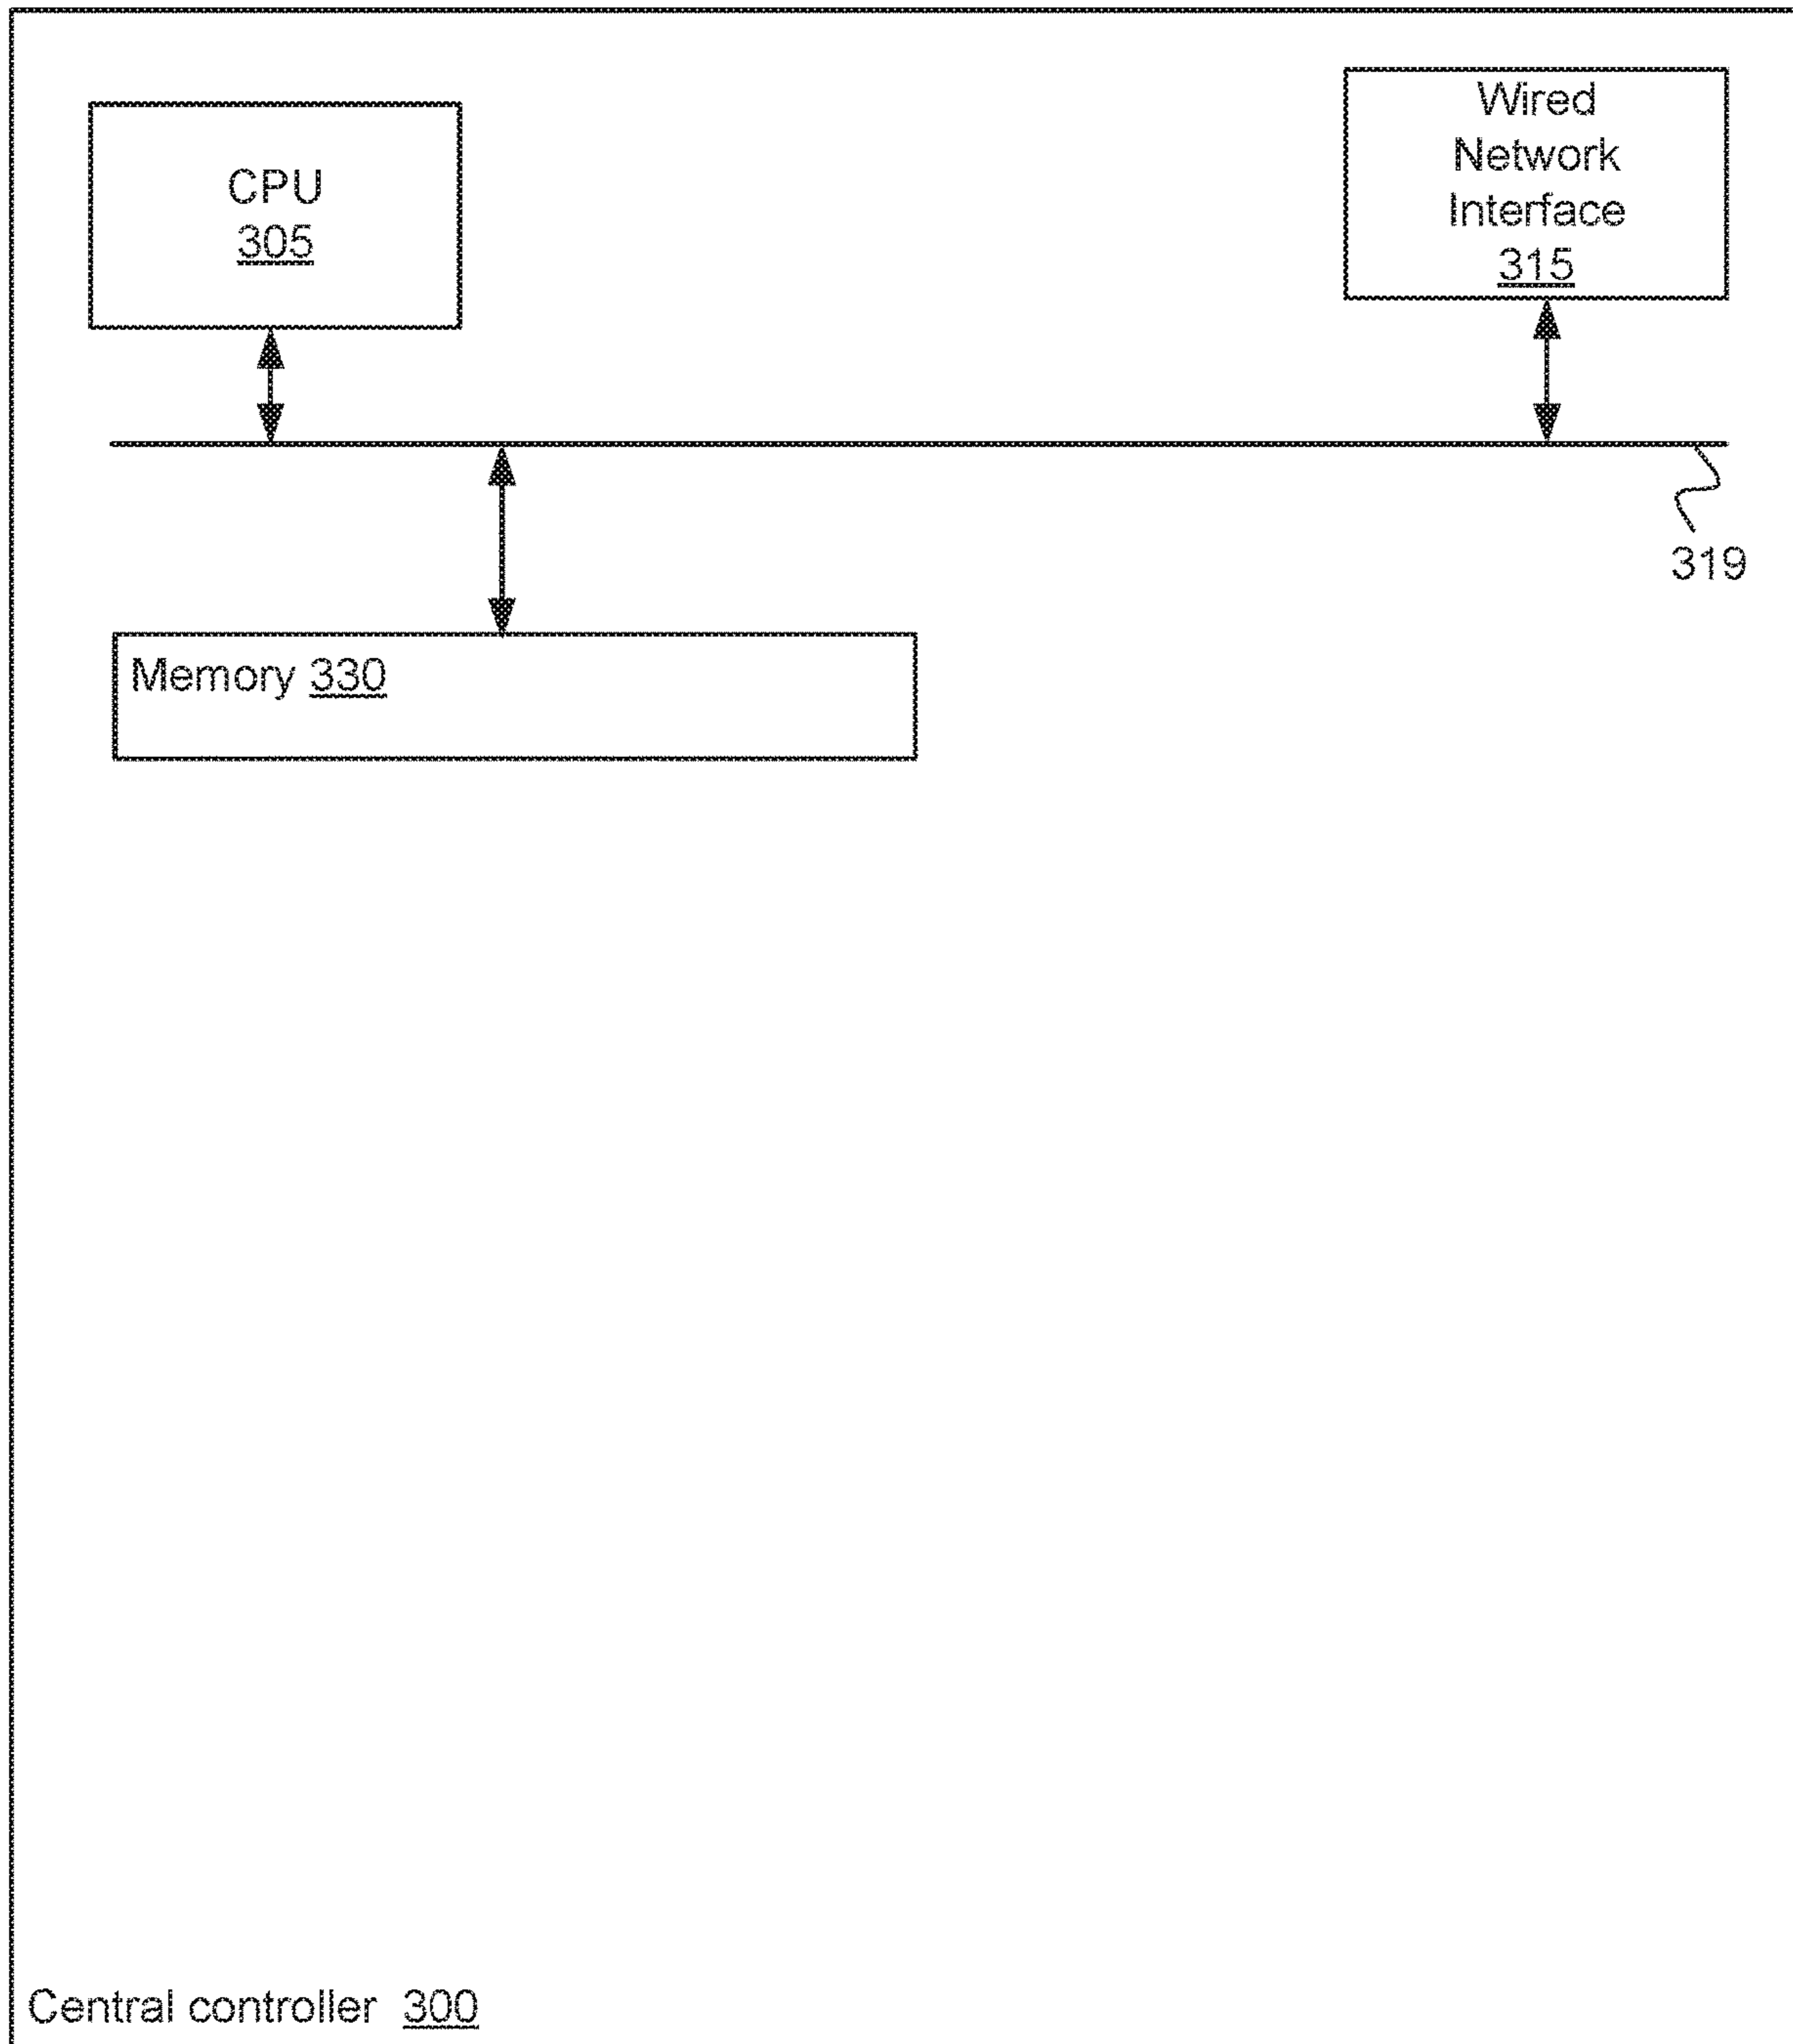 CPU
305
Wired
Network
Interface
315
319
Memory 330
Central controller 300